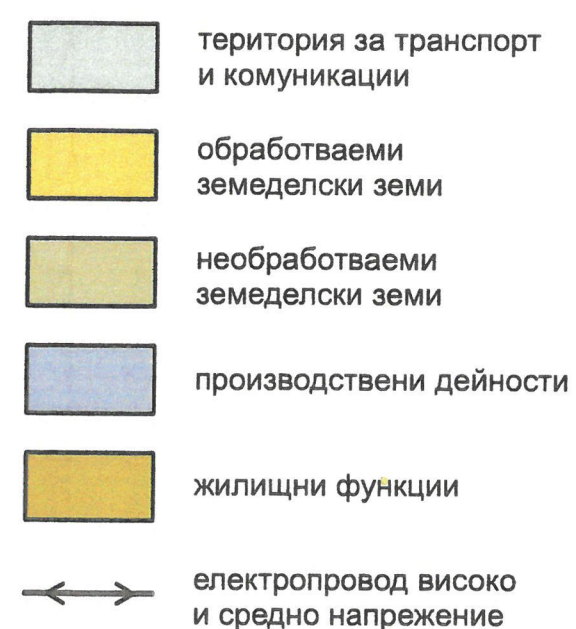 територия за транспорт
и комуникации
обработваеми
земеделски земи
необработваеми
земеделски земи
производствени дейности
жилищни функции
електропровод високо
и средно напрежение